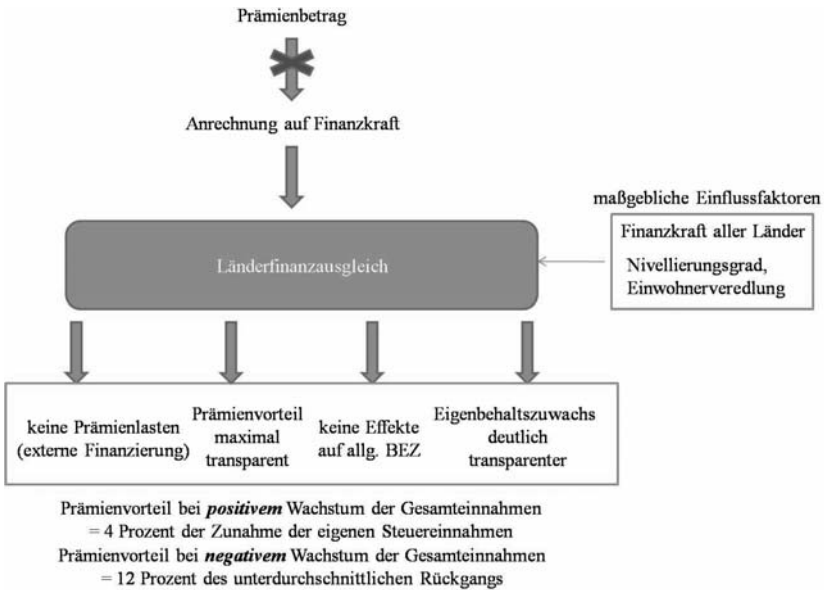 Prämienbetrag
Anrechnung auf Finanzkraft
maßgebliche Einflussfaktoren
Finanzkraft aller Länder
Nivellierungsgrad,
Einwohnerveredlung
Länderfinanzausgleich
keine Prämienlasten
(externe Finanzierung)
Prämienvorteil
maximal
transparent
keine Effekte
auf allg. BEZ
Eigenbehaltszuwachs
deutlich
transparenter
Prämienvorteil bei positivem Wachstum der Gesamteinnahmen
= 4 Prozent der Zunahme der eigenen Steuereinnahmen
Prämienvorteil bei negativem Wachstum der Gesamteinnahmen
= 12 Prozent des unterdurchschnittlichen Rückgangs